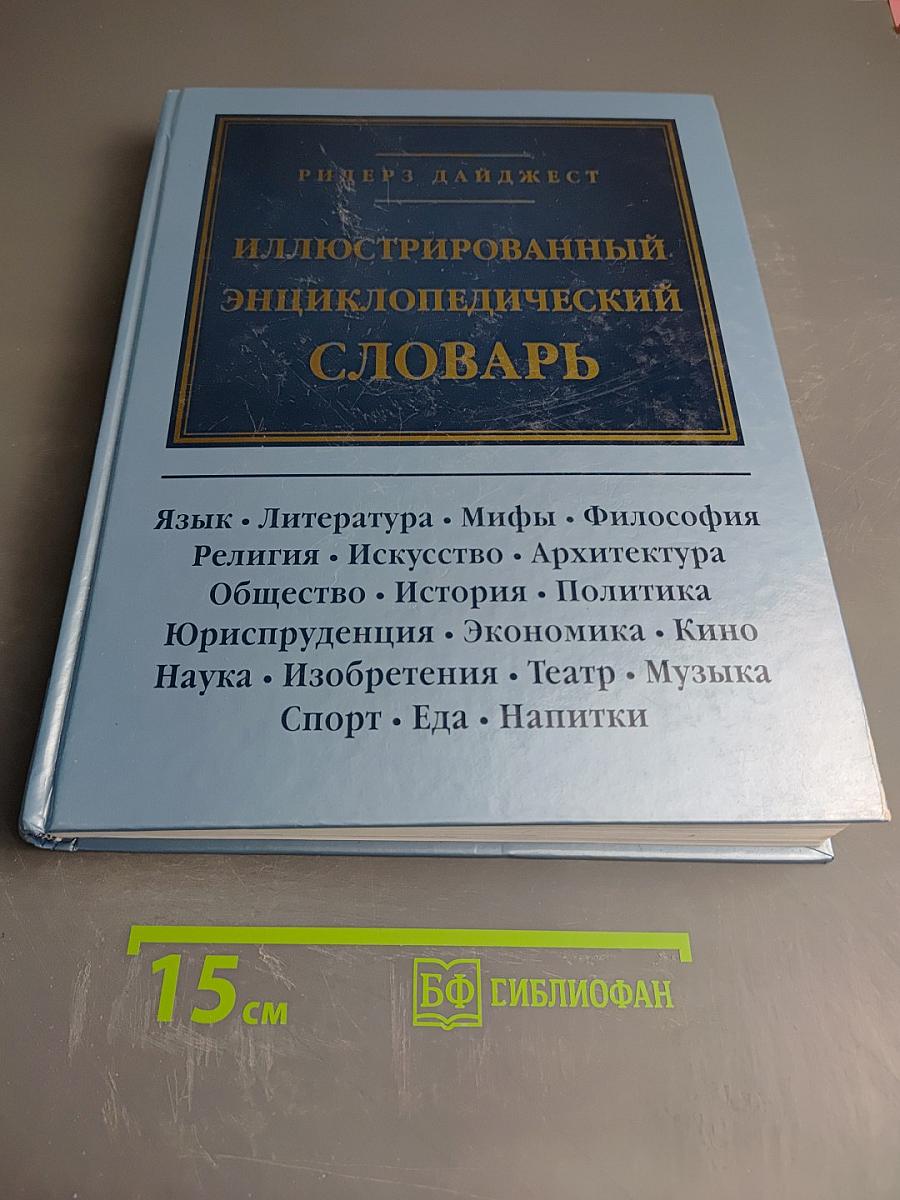 РИДЕРЗ ДАЙДЖЕСТ
ИЛЛЮСТРИРОВАННЫЙ
ЭНЦИКЛОПЕДИЧЕСКИЙ
СЛОВАРЬ
Язык • Литература • Мифы • Философия
Религия • Искусство • Архитектура
Общество • История • Политика
Юриспруденция • Экономика • Кино
Наука • Изобретения • Театр • Музыка
Спорт • Еда • Напитки
15 см
БФ БИБЛИОФАН